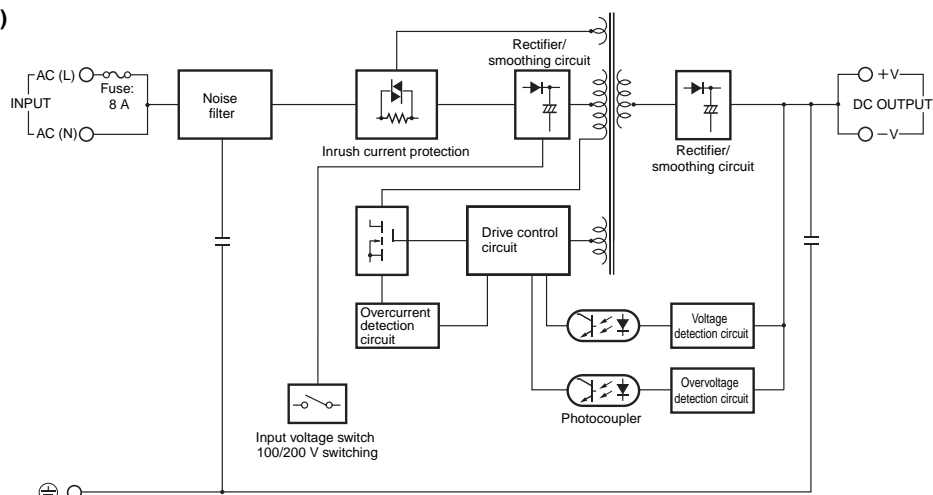 )
AC (L)
Fuse:
8 A
INPUT
AC (N)
Noise
filter
Inrush current protection
Rectifier/
smoothing circuit
Rectifier/
smoothing circuit
+V
DC OUTPUT
−V
Drive control
circuit
Overcurrent
detection
circuit
Voltage
detection circuit
Overvoltage
detection circuit
Photocoupler
Input voltage switch
100/200 V switching